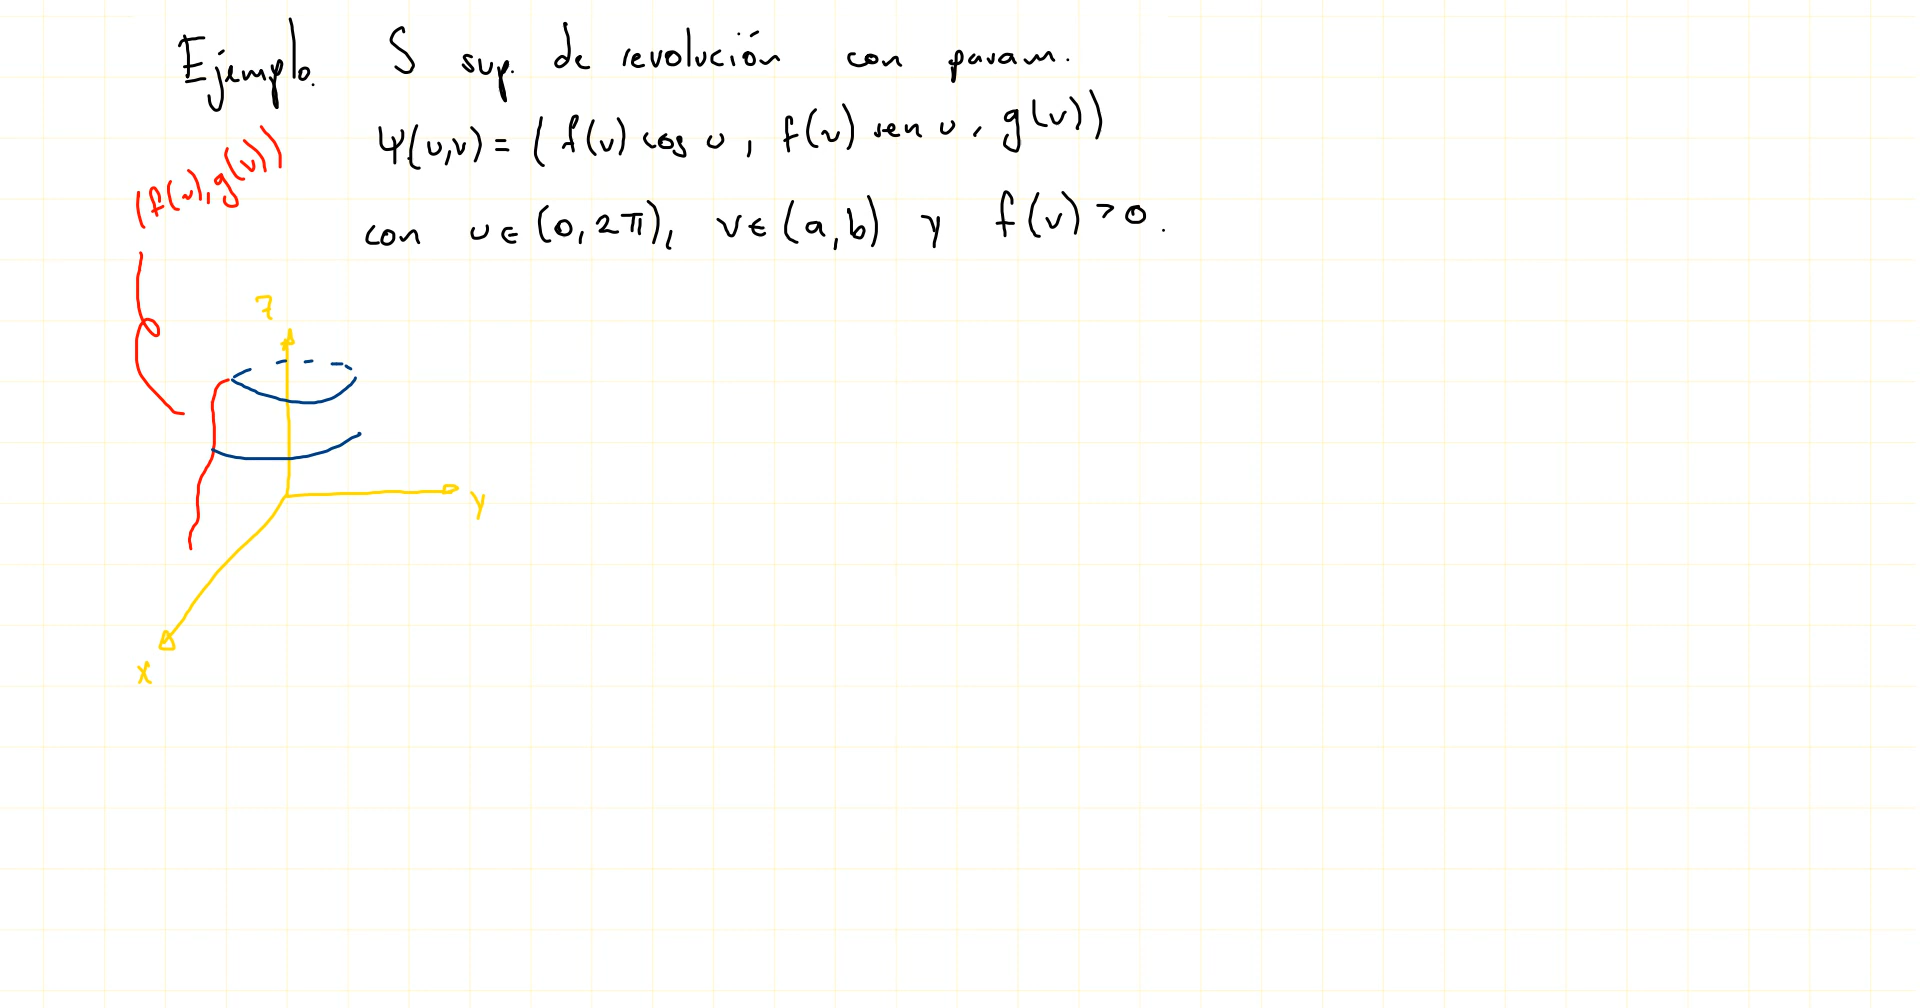 Ejemplo. S sup. de revolución con param.
Ψ(u,v) = (f(v) cos u, f(v) sen u, g(v))
(f(v), g(v))
con u ∈ (0, 2π), v ∈ (a, b) y f(v) > 0.
z
y
x